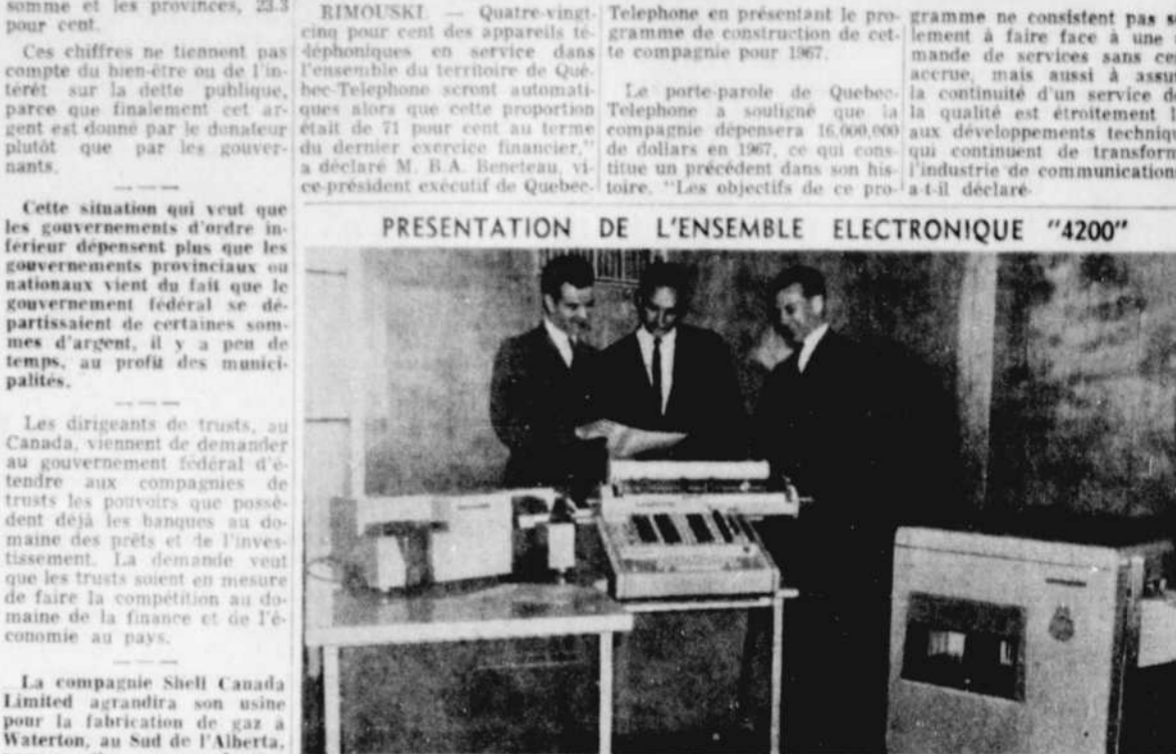 somme et les provinces, 23.3
pour cent.
Ces chiffres ne tiennent pas
compte du bien-être ou de l'in-
térêt sur la dette publique,
parce que finalement cet ar-
gent est donné par le donateur
plutôt que par les gouver-
nants.
Cette situation qui veut que
les gouvernements d'ordre in-
férieur dépensent plus que les
gouvernements provinciaux ou
nationaux vient du fait que le
gouvernement fédéral se dé-
partissaient de certaines som-
mes d'argent, il y a peu de
temps, au profit des munici-
palités.
Les dirigeants de trusts, au
Canada, viennent de demander
au gouvernement fédéral d'é-
tendre aux compagnies de
trusts les pouvoirs que possè-
dent déjà les banques au do-
maine des prêts et de l'inves-
tissement. La demande veut
que les trusts soient en mesure
de faire la compétition au do-
maine de la finance et de l'é-
conomie au pays.
La compagnie Shell Canada
Limited agrandira son usine
pour la fabrication de gaz à
Waterton, au Sud de l'Alberta,
RIMOUSKI. — Quatre-vingt-
cinq pour cent des appareils té-
léphoniques en service dans
l'ensemble du territoire de Qué-
bec-Telephone seront automati-
ques alors que cette proportion
était de 71 pour cent au terme
du dernier exercice financier,"
a déclaré M. B.A. Beneteau, vi-
ce-président exécutif de Quebec-
Telephone en présentant le pro-
gramme de construction de cet-
te compagnie pour 1967.
Le porte-parole de Quebec-
Telephone a souligné que la
compagnie dépensera 16,000,000
de dollars en 1967, ce qui cons-
titue un précédent dans son his-
toire. "Les objectifs de ce pro-
gramme ne consistent pas s
lement à faire face à une
mande de services sans ce
accrue, mais aussi à assu
la continuité d'un service d
la qualité est étroitement l
aux développements techniq
qui continuent de transform
l'industrie de communication
a-t-il déclaré.
PRESENTATION DE L'ENSEMBLE ELECTRONIQUE "4200"